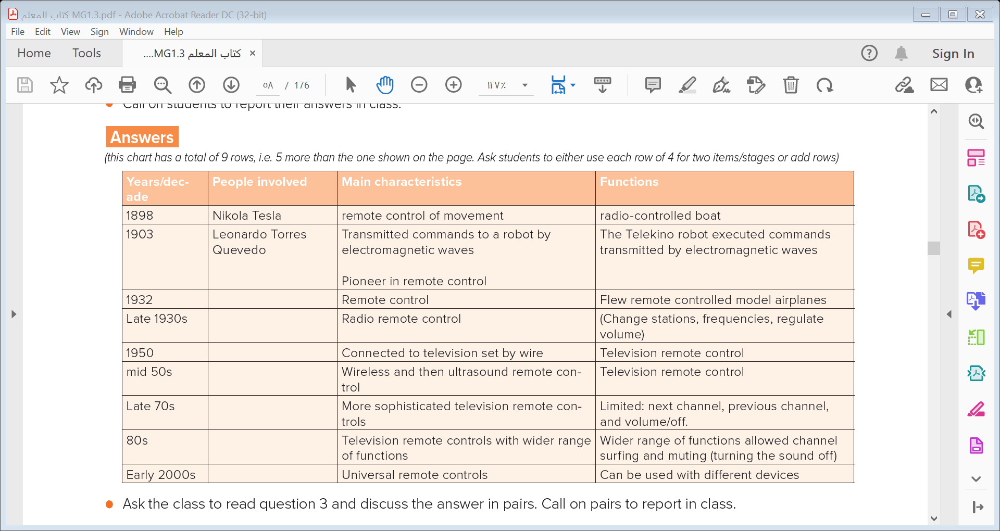 كتاب المعلم MG1.3.pdf - Adobe Acrobat Reader DC (32-bit)
File Edit View Sign Window Help
Home Tools كتاب المعلم MG1.3.... × Sign In
٥٨ / 176 ١٢٧٪
Call on students to report their answers in class.
Answers
(this chart has a total of 9 rows, i.e. 5 more than the one shown on the page. Ask students to either use each row of 4 for two items/stages or add rows)
Years/dec-
ade
People involved
Main characteristics
Functions
1898
Nikola Tesla
remote control of movement
radio-controlled boat
1903
Leonardo Torres
Quevedo
Transmitted commands to a robot by
electromagnetic waves
Pioneer in remote control
The Telekino robot executed commands
transmitted by electromagnetic waves
1932
Remote control
Flew remote controlled model airplanes
Late 1930s
Radio remote control
(Change stations, frequencies, regulate
volume)
1950
Connected to television set by wire
Television remote control
mid 50s
Wireless and then ultrasound remote con-
trol
Television remote control
Late 70s
More sophisticated television remote con-
trols
Limited: next channel, previous channel,
and volume/off.
80s
Television remote controls with wider range
of functions
Wider range of functions allowed channel
surfing and muting (turning the sound off)
Early 2000s
Universal remote controls
Can be used with different devices
Ask the class to read question 3 and discuss the answer in pairs. Call on pairs to report in class.